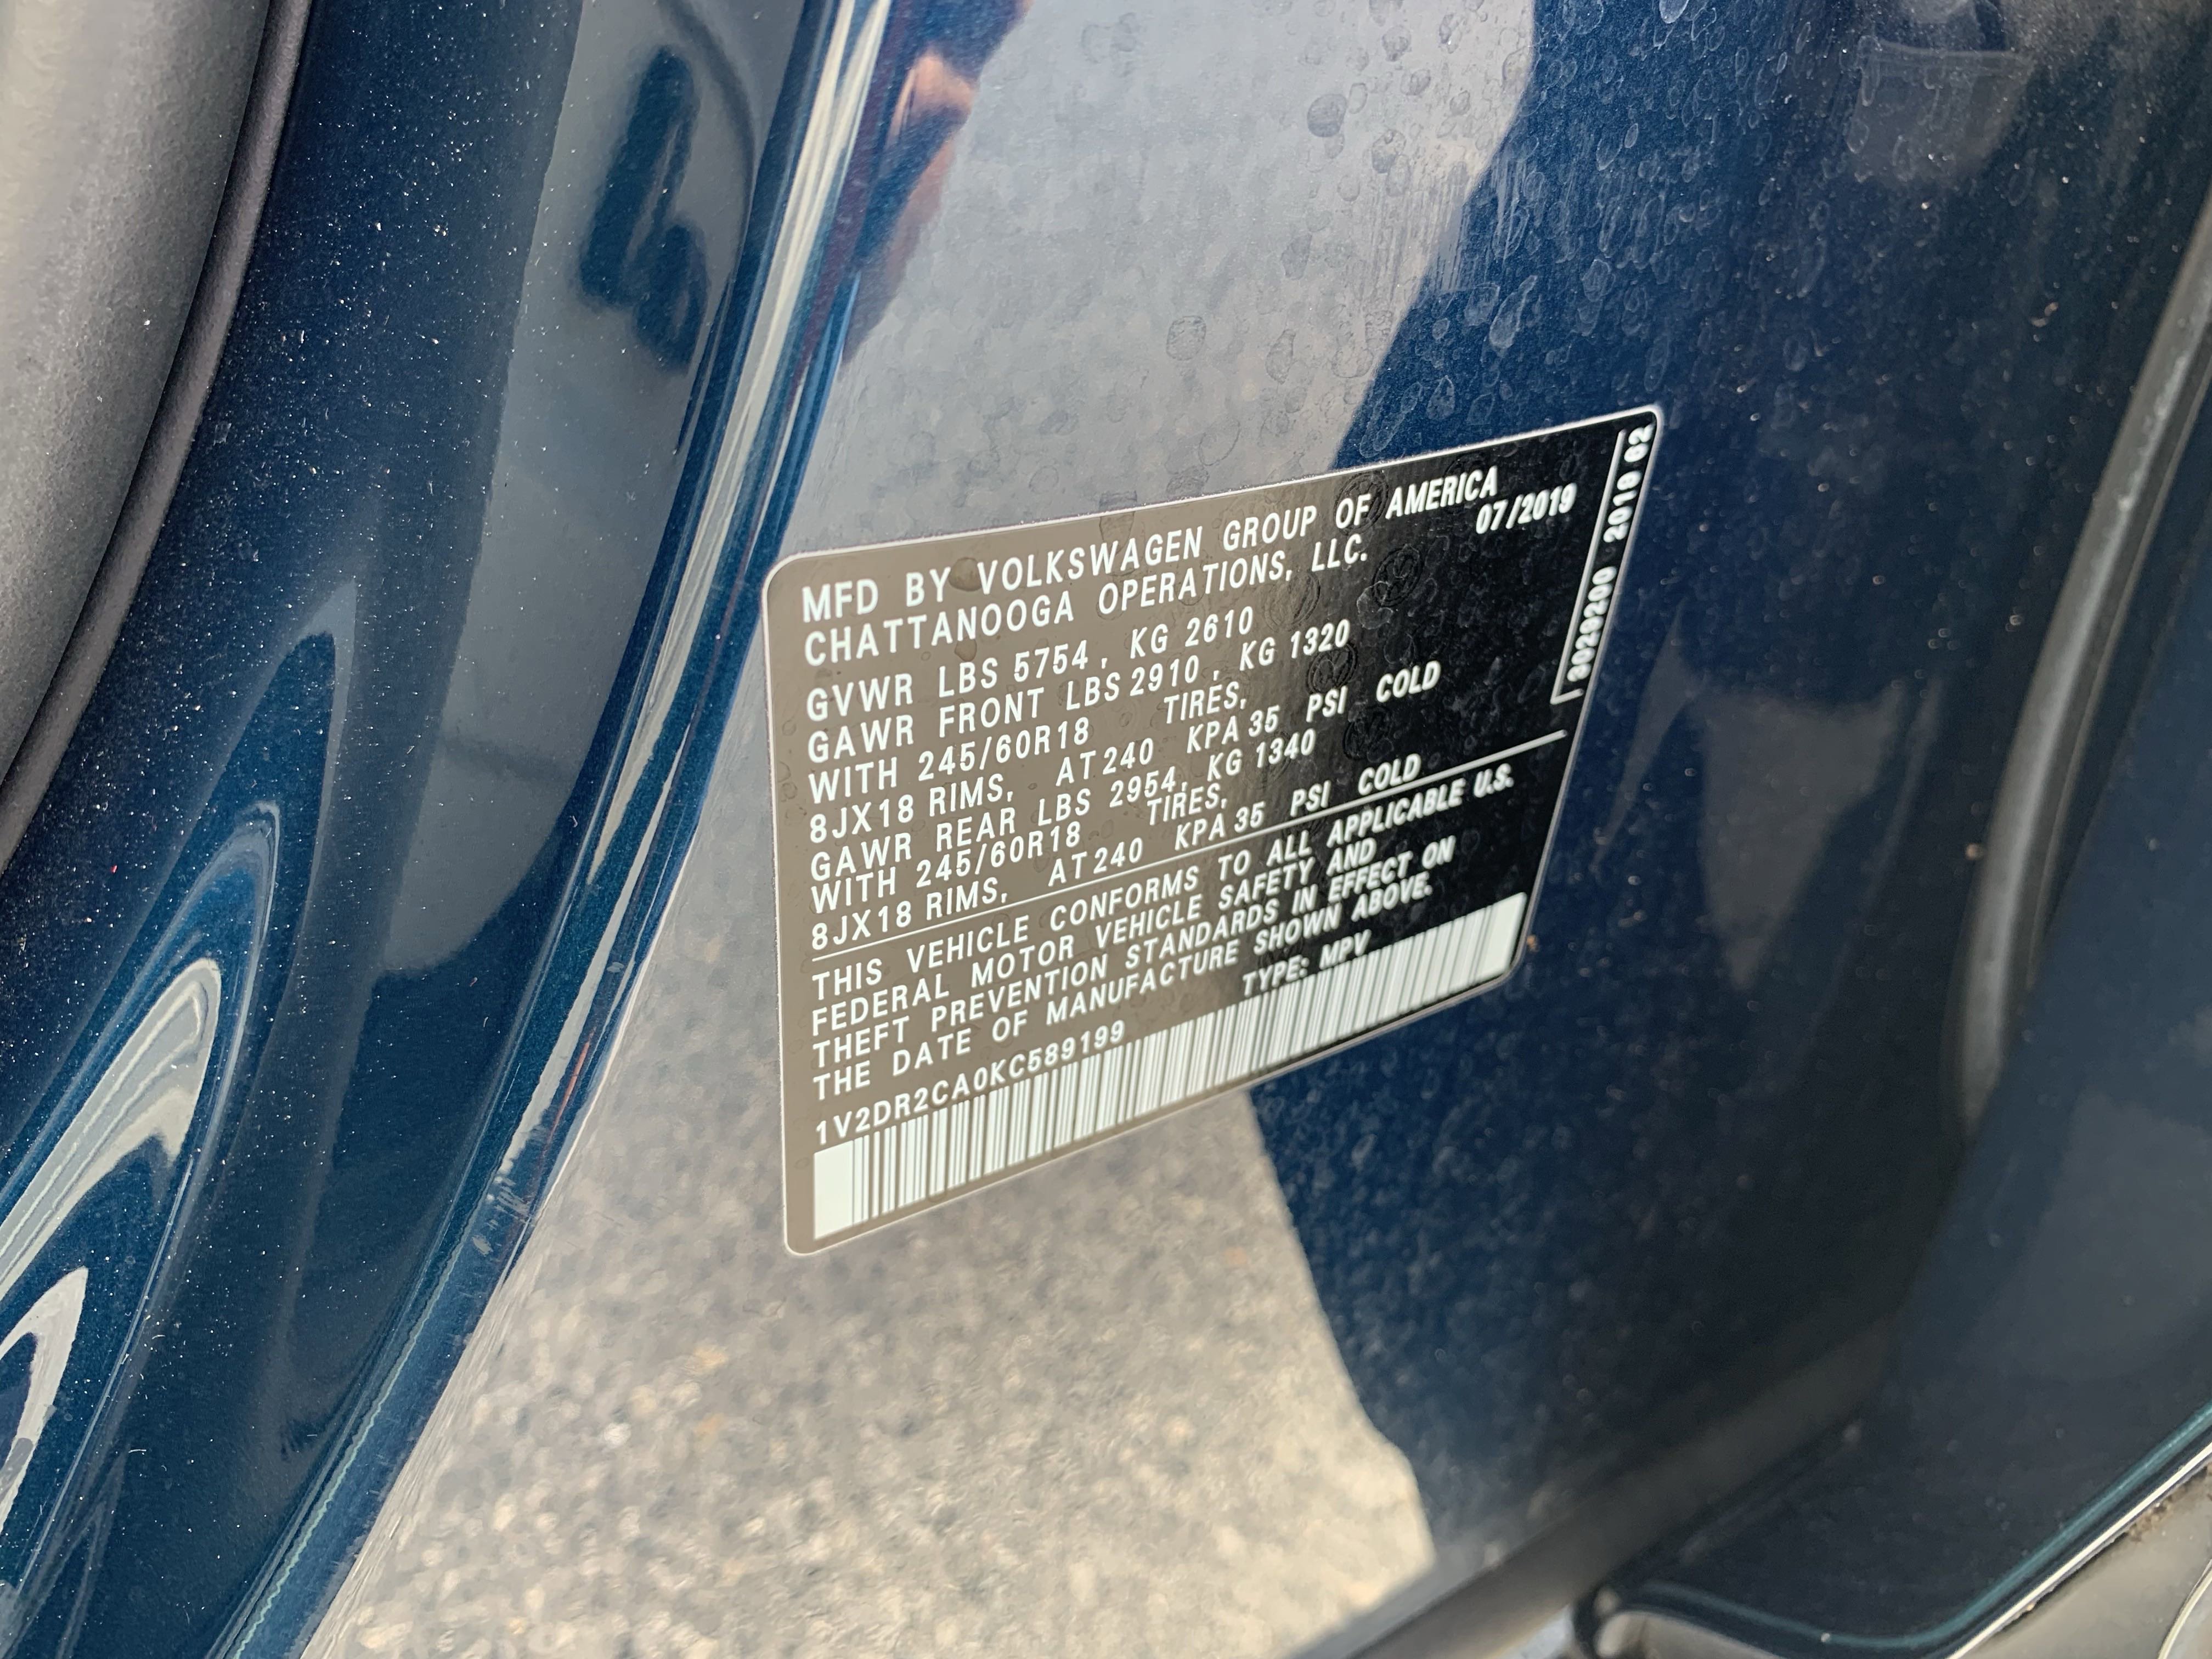 MFD BY VOLKSWAGEN GROUP OF AMERICA
CHATTANOOGA OPERATIONS, LLC.
07/2019
GVWR LBS 5754, KG 2610
GAWR FRONT LBS 2910, KG 1320
WITH 245/60R18 TIRES,
8JX18 RIMS, AT 240 KPA 35 PSI COLD
GAWR REAR LBS 2954, KG 1340
WITH 245/60R18 TIRES,
8JX18 RIMS, AT 240 KPA 35 PSI COLD
THIS VEHICLE CONFORMS TO ALL APPLICABLE U.S.
FEDERAL MOTOR VEHICLE SAFETY AND
THEFT PREVENTION STANDARDS IN EFFECT ON
THE DATE OF MANUFACTURE SHOWN ABOVE.
TYPE: MPV
1V2DR2CA0KC589199
3029200 2019 G2